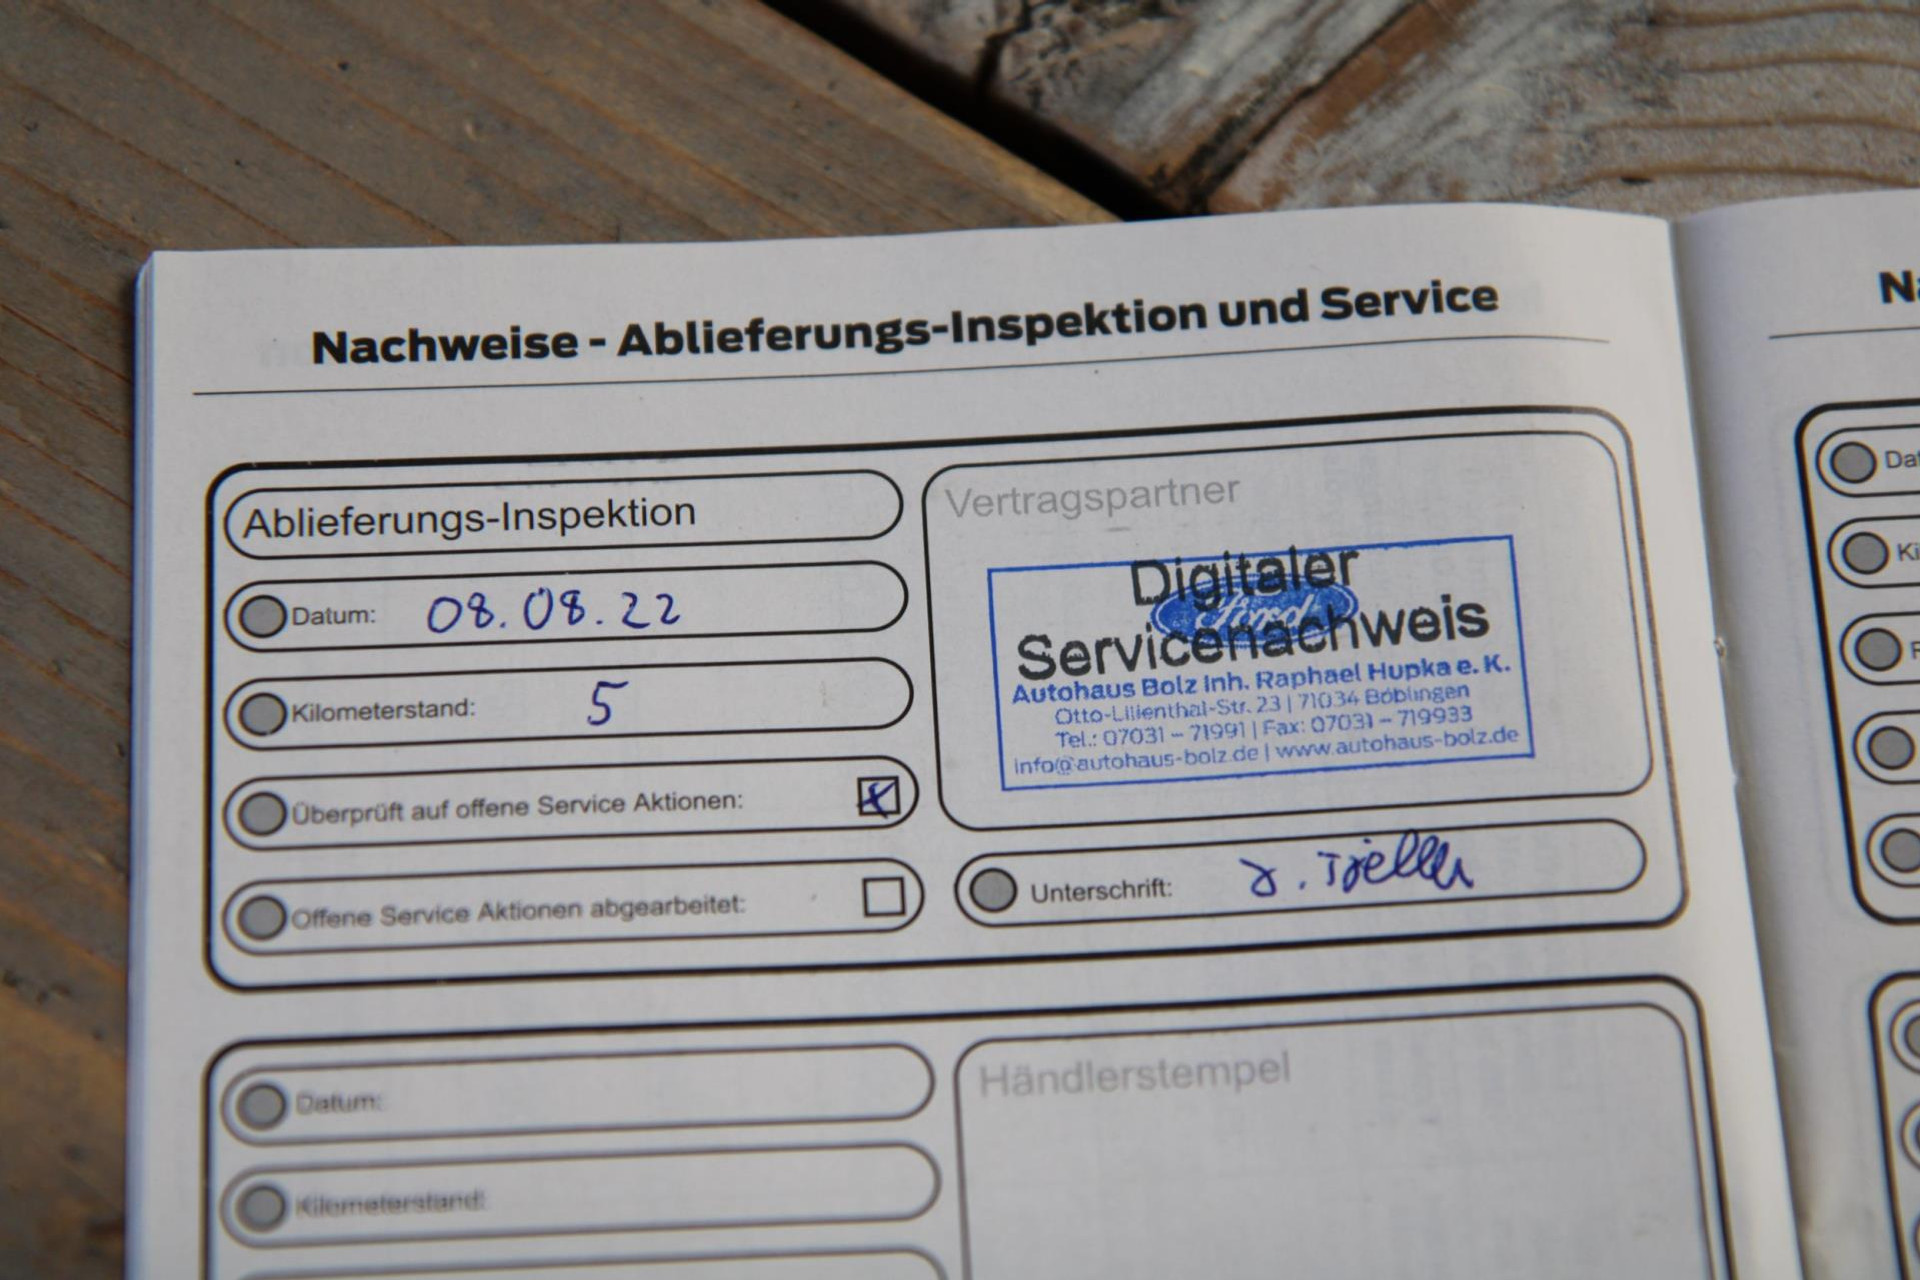 Nachweise - Ablieferungs-Inspektion und Service
Ablieferungs-Inspektion
Datum: 08.08.22
Kilometerstand: 5
Überprüft auf offene Service Aktionen:
Offene Service Aktionen abgearbeitet:
Vertragspartner
Digitaler
Ford
Servicenachweis
Autohaus Bolz Inh. Raphael Hupka e. K.
Otto-Lilienthal-Str. 23 | 71034 Böblingen
Tel.: 07031 – 71991 | Fax: 07031 – 719933
info@autohaus-bolz.de | www.autohaus-bolz.de
Unterschrift:
Datum:
Kilometerstand:
Händlerstempel